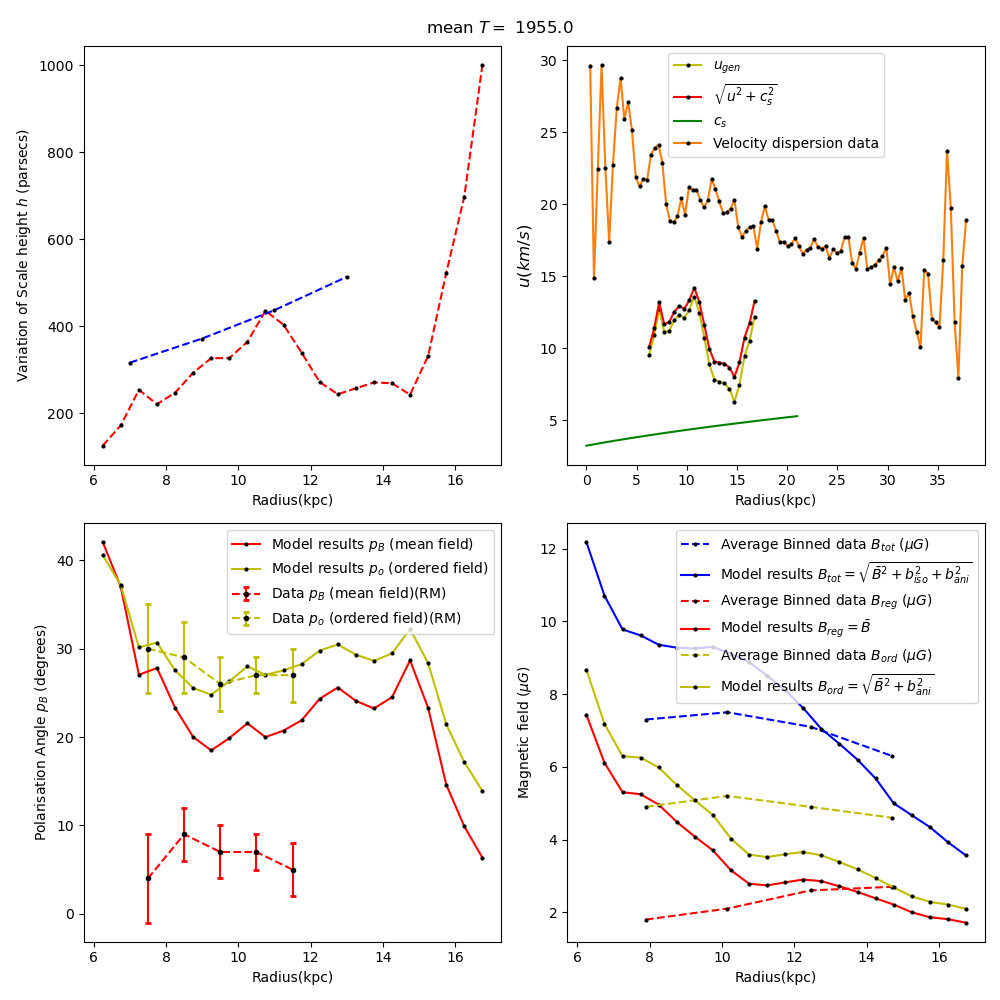 mean T = 1955.0
Variation of Scale height h (parsecs)
1000
800
600
400
200
6 8 10 12 14 16
Radius(kpc)
u(km/s)
30
25
20
15
10
5
0 5 10 15 20 25 30 35
Radius(kpc)
u_gen
√(u² + c_s²)
c_s
Velocity dispersion data
Polarisation Angle p_B (degrees)
40
30
20
10
0
6 8 10 12 14 16
Radius(kpc)
Model results p_B (mean field)
Model results p_o (ordered field)
Data p_B (mean field)(RM)
Data p_o (ordered field)(RM)
Magnetic field (μG)
12
10
8
6
4
2
6 8 10 12 14 16
Radius(kpc)
Average Binned data B_tot (μG)
Model results B_tot = √(B̄² + b²_iso + b²_ani)
Average Binned data B_reg (μG)
Model results B_reg = B̄
Average Binned data B_ord (μG)
Model results B_ord = √(B̄² + b²_ani)